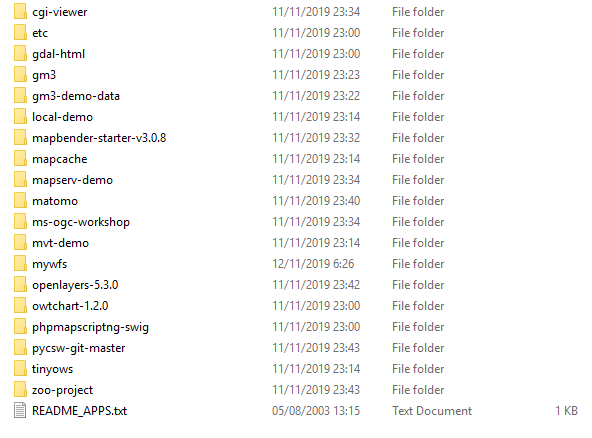 cgi-viewer 11/11/2019 23:34 File folder
etc 11/11/2019 23:00 File folder
gdal-html 11/11/2019 23:00 File folder
gm3 11/11/2019 23:23 File folder
gm3-demo-data 11/11/2019 23:22 File folder
local-demo 11/11/2019 23:14 File folder
mapbender-starter-v3.0.8 11/11/2019 23:32 File folder
mapcache 11/11/2019 23:14 File folder
mapserv-demo 11/11/2019 23:34 File folder
matomo 11/11/2019 23:40 File folder
ms-ogc-workshop 11/11/2019 23:34 File folder
mvt-demo 11/11/2019 23:14 File folder
mywfs 12/11/2019 6:26 File folder
openlayers-5.3.0 11/11/2019 23:42 File folder
owtchart-1.2.0 11/11/2019 23:00 File folder
phpmapscriptng-swig 11/11/2019 23:00 File folder
pycsw-git-master 11/11/2019 23:43 File folder
tinyows 11/11/2019 23:14 File folder
zoo-project 11/11/2019 23:43 File folder
README_APPS.txt 05/08/2003 13:15 Text Document 1 KB